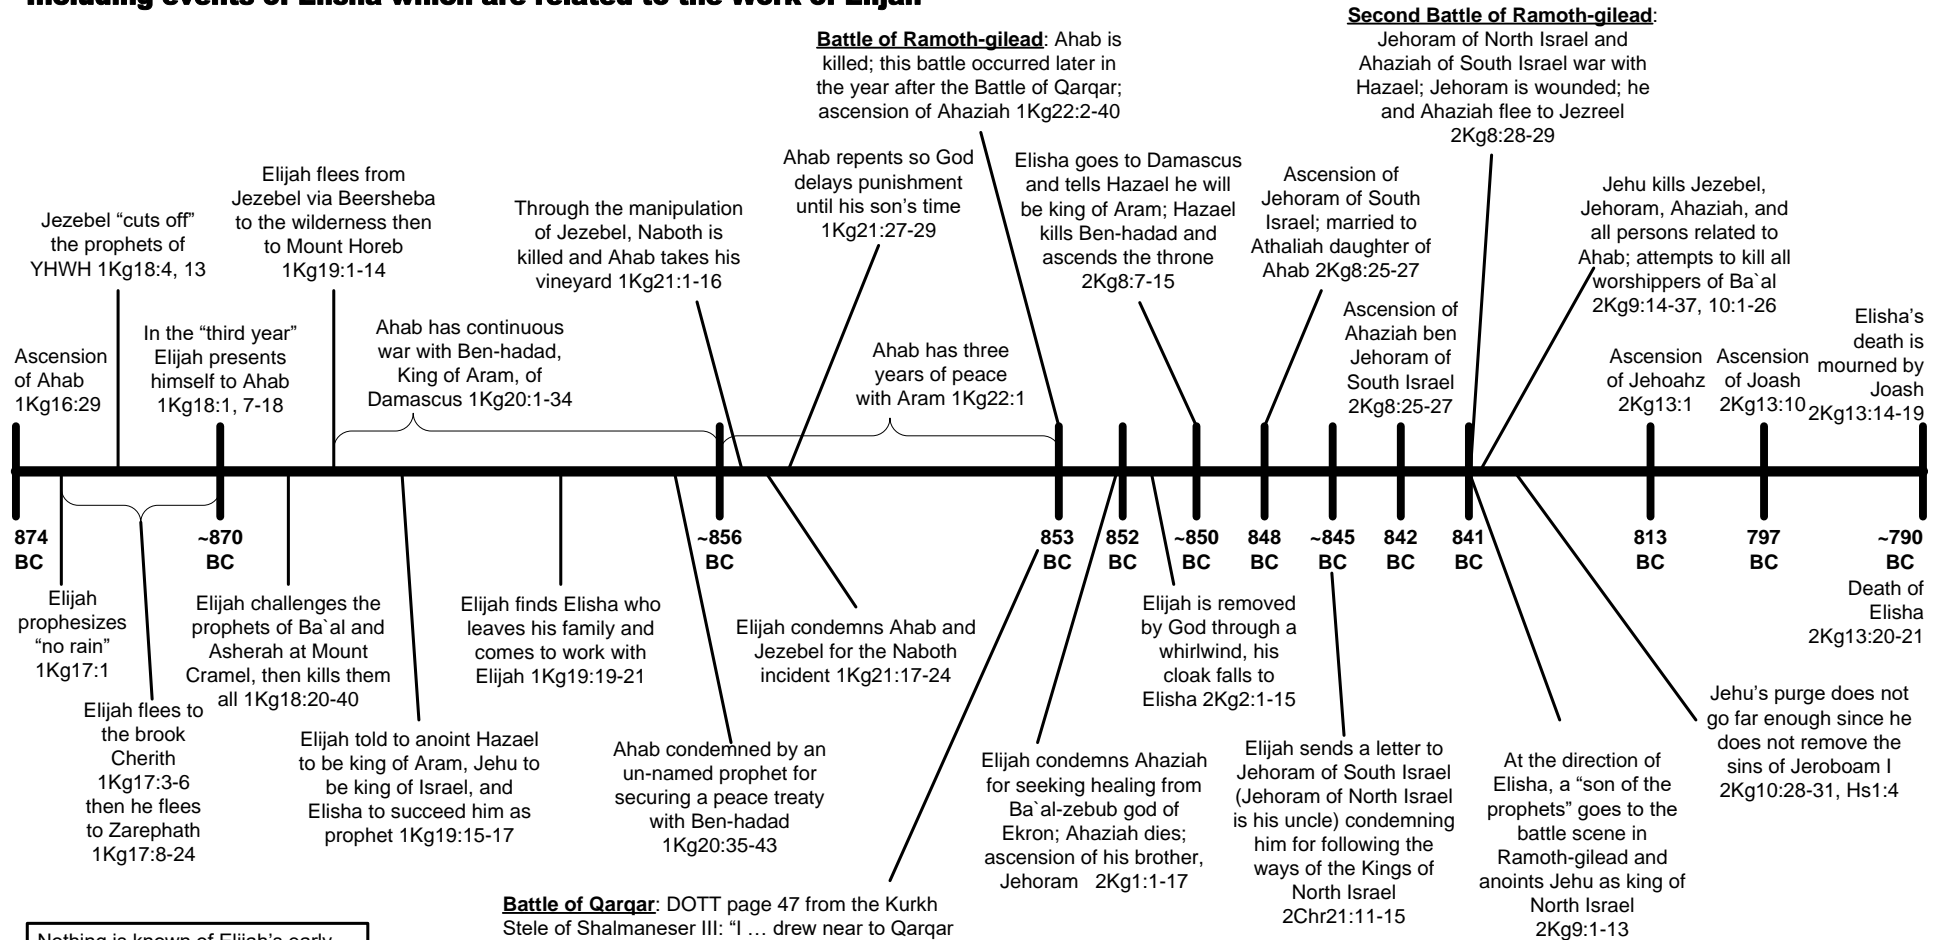 including events of Elisha which are related to the work of Elijah
Second Battle of Ramoth-gilead:
Jehoram of North Israel and
Ahaziah of South Israel war with
Hazael; Jehoram is wounded; he
and Ahaziah flee to Jezreel
2Kg8:28-29
Battle of Ramoth-gilead: Ahab is
killed; this battle occurred later in
the year after the Battle of Qarqar;
ascension of Ahaziah 1Kg22:2-40
Ascension
of Ahab
1Kg16:29
Jezebel “cuts off”
the prophets of
YHWH 1Kg18:4, 13
In the “third year”
Elijah presents
himself to Ahab
1Kg18:1, 7-18
Elijah flees from
Jezebel via Beersheba
to the wilderness then
to Mount Horeb
1Kg19:1-14
Ahab has continuous
war with Ben-hadad,
King of Aram, of
Damascus 1Kg20:1-34
Through the manipulation
of Jezebel, Naboth is
killed and Ahab takes his
vineyard 1Kg21:1-16
Ahab repents so God
delays punishment
until his son’s time
1Kg21:27-29
Ahab has three
years of peace
with Aram 1Kg22:1
Elisha goes to Damascus
and tells Hazael he will
be king of Aram; Hazael
kills Ben-hadad and
ascends the throne
2Kg8:7-15
Ascension of
Jehoram of South
Israel; married to
Athaliah daughter of
Ahab 2Kg8:25-27
Ascension of
Ahaziah ben
Jehoram of
South Israel
2Kg8:25-27
Jehu kills Jezebel,
Jehoram, Ahaziah, and
all persons related to
Ahab; attempts to kill all
worshippers of Ba`al
2Kg9:14-37, 10:1-26
Ascension
of Jehoahz
2Kg13:1
Ascension
of Joash
2Kg13:10
Elisha’s
death is
mourned by
Joash
2Kg13:14-19
874
BC
~870
BC
~856
BC
853
BC
852
BC
~850
BC
848
BC
~845
BC
842
BC
841
BC
813
BC
797
BC
~790
BC
Elijah
prophesizes
“no rain”
1Kg17:1
Elijah flees to
the brook
Cherith
1Kg17:3-6
then he flees
to Zarephath
1Kg17:8-24
Elijah challenges the
prophets of Ba`al and
Asherah at Mount
Cramel, then kills them
all 1Kg18:20-40
Elijah told to anoint Hazael
to be king of Aram, Jehu to
be king of Israel, and
Elisha to succeed him as
prophet 1Kg19:15-17
Elijah finds Elisha who
leaves his family and
comes to work with
Elijah 1Kg19:19-21
Ahab condemned by an
un-named prophet for
securing a peace treaty
with Ben-hadad
1Kg20:35-43
Elijah condemns Ahab and
Jezebel for the Naboth
incident 1Kg21:17-24
Elijah condemns Ahaziah
for seeking healing from
Ba`al-zebub god of
Ekron; Ahaziah dies;
ascension of his brother,
Jehoram 2Kg1:1-17
Elijah is removed
by God through a
whirlwind, his
cloak falls to
Elisha 2Kg2:1-15
Elijah sends a letter to
Jehoram of South Israel
(Jehoram of North Israel
is his uncle) condemning
him for following the
ways of the Kings of
North Israel
2Chr21:11-15
At the direction of
Elisha, a “son of the
prophets” goes to the
battle scene in
Ramoth-gilead and
anoints Jehu as king of
North Israel
2Kg9:1-13
Jehu’s purge does not
go far enough since he
does not remove the
sins of Jeroboam I
2Kg10:28-31, Hs1:4
Death of
Elisha
2Kg13:20-21
Battle of Qarqar: DOTT page 47 from the Kurkh
Stele of Shalmaneser III: “I … drew near to Qarqar
Nothing is known of Elijah’s early